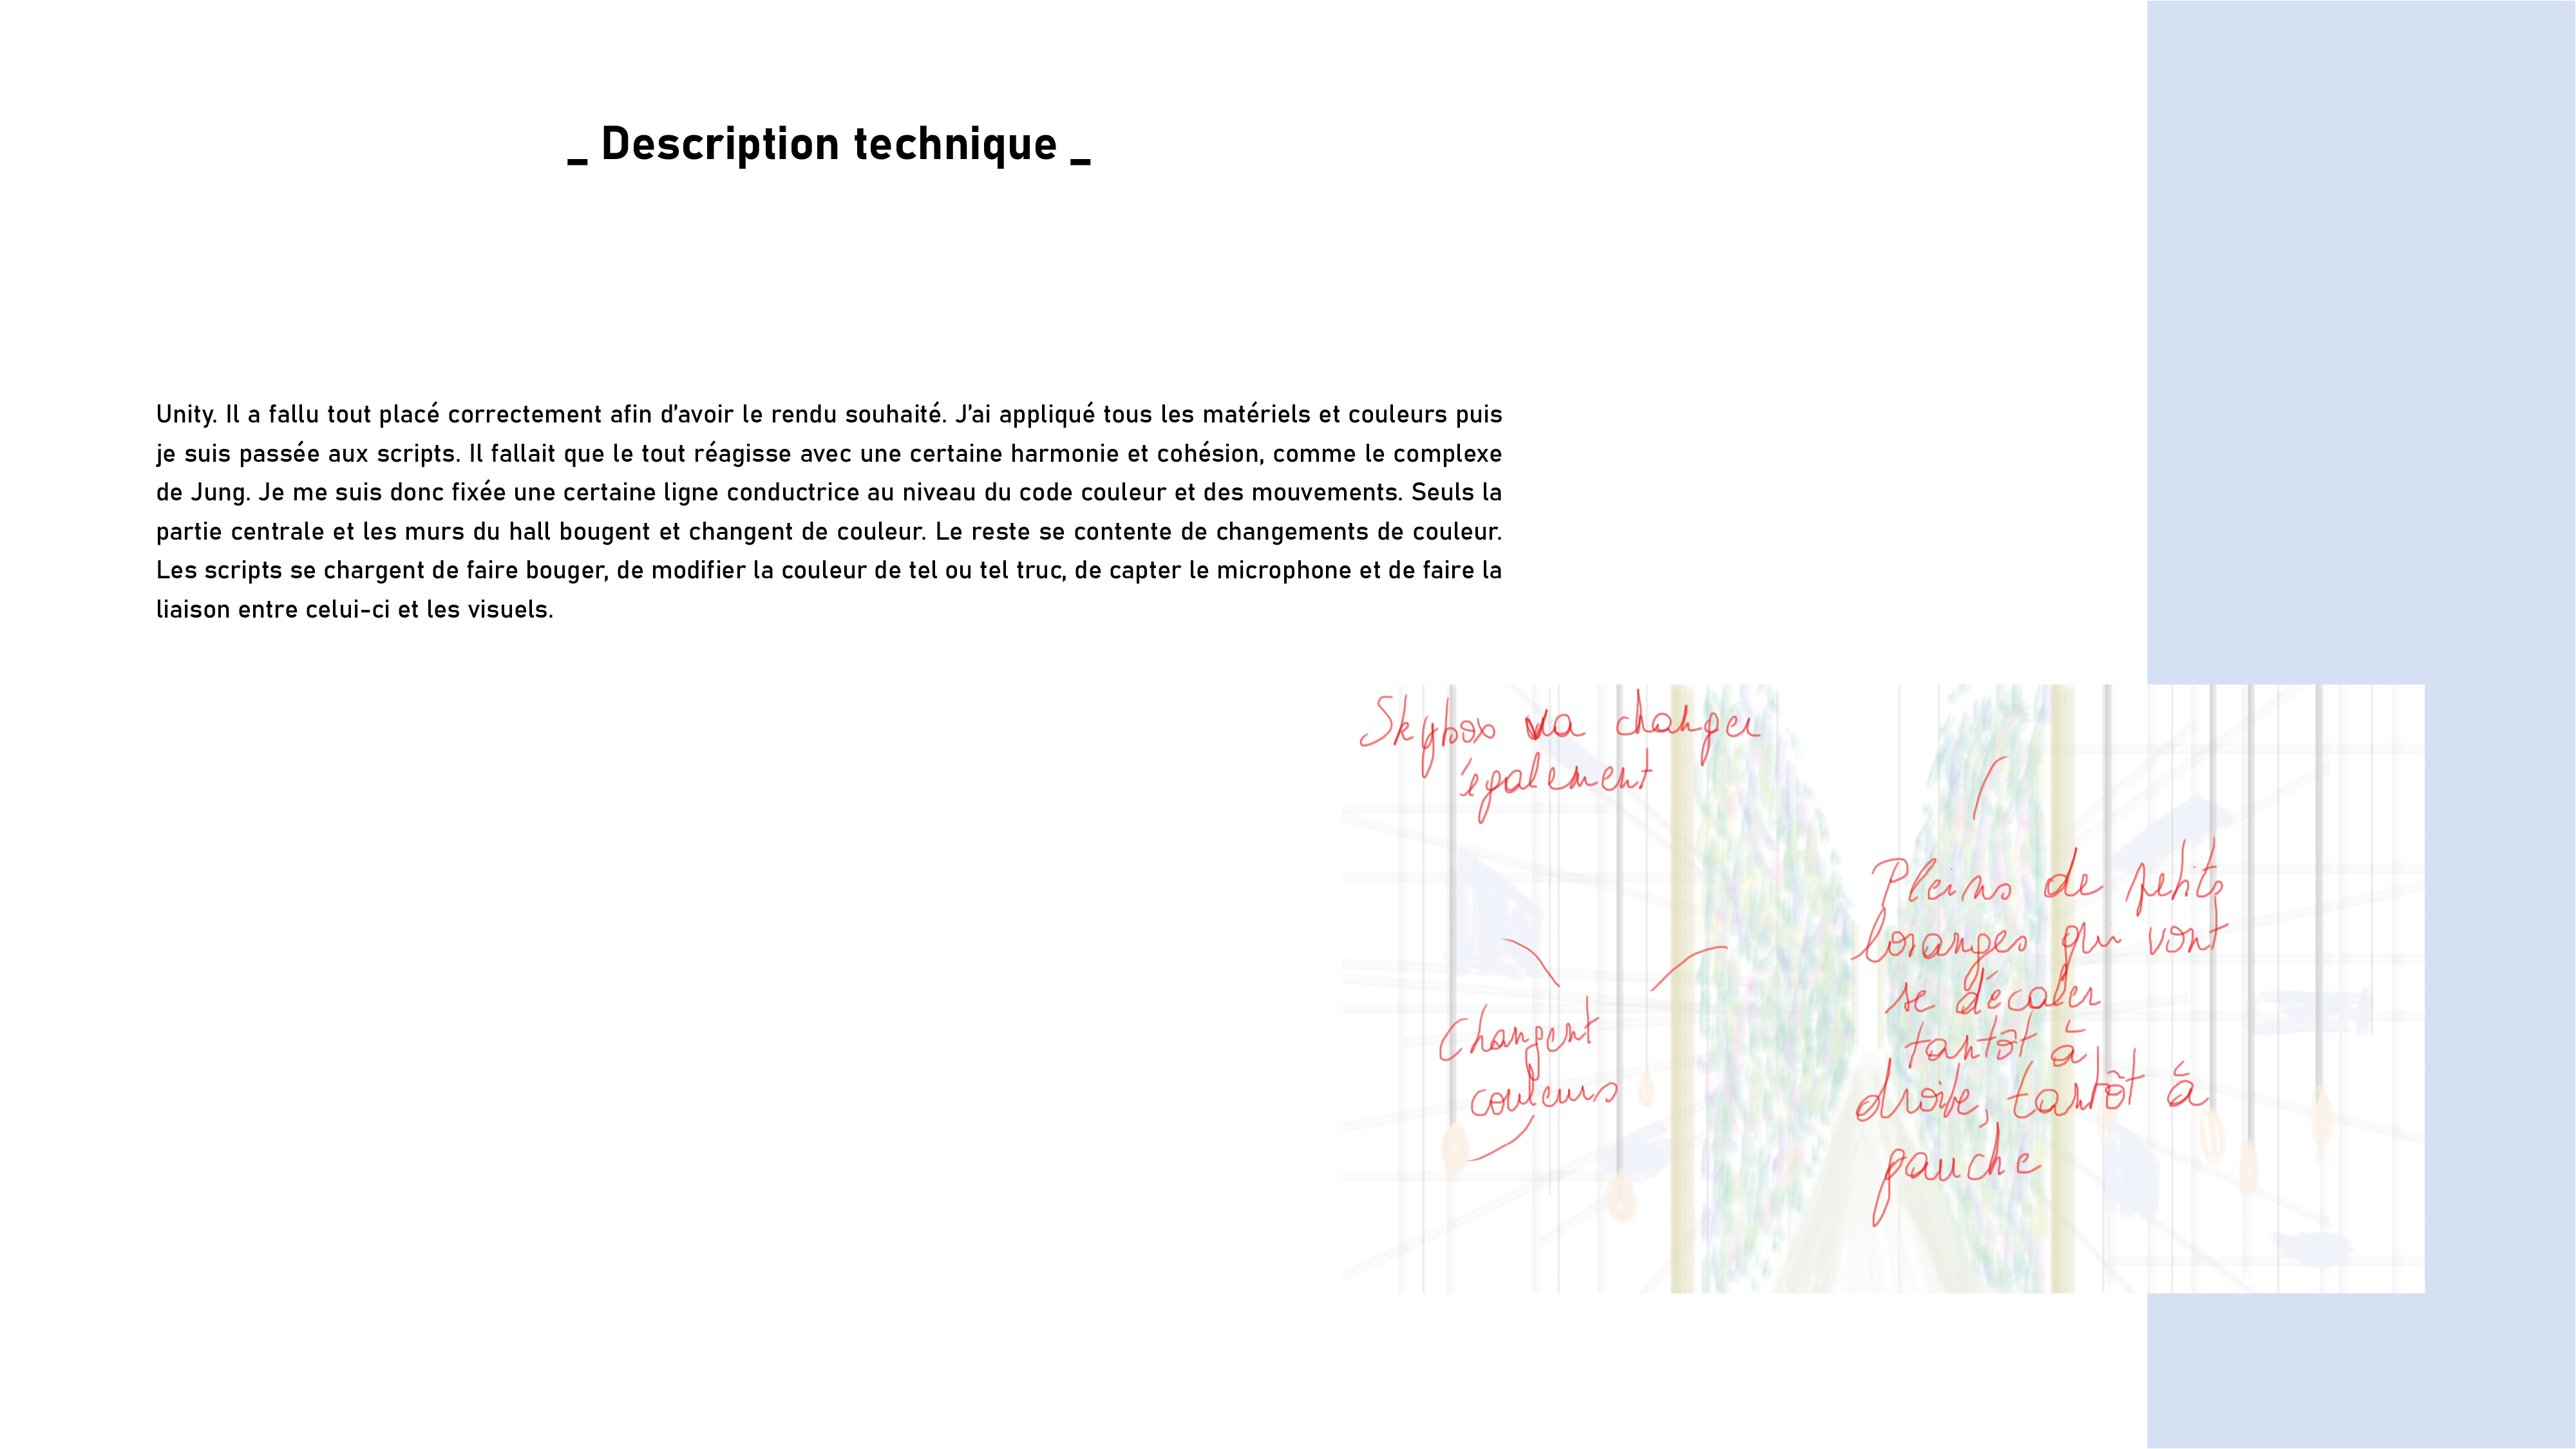 _ Description technique _
Unity. Il a fallu tout placé correctement afin d’avoir le rendu souhaité. J’ai appliqué tous les matériels et couleurs puis
je suis passée aux scripts. Il fallait que le tout réagisse avec une certaine harmonie et cohésion, comme le complexe
de Jung. Je me suis donc fixée une certaine ligne conductrice au niveau du code couleur et des mouvements. Seuls la
partie centrale et les murs du hall bougent et changent de couleur. Le reste se contente de changements de couleur.
Les scripts se chargent de faire bouger, de modifier la couleur de tel ou tel truc, de capter le microphone et de faire la
liaison entre celui-ci et les visuels.
Skybox va changer
également
Changent
couleurs
Pleins de petits
losanges qui vont
se décaler
tantôt à
droite, tantôt à
gauche